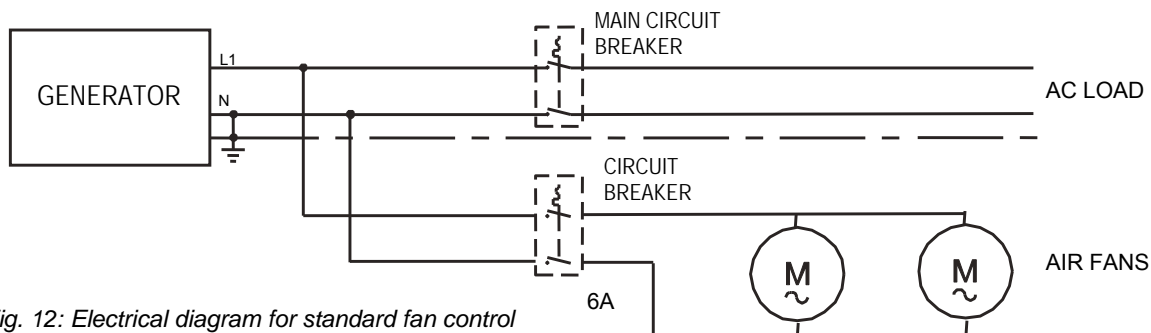 MAIN CIRCUIT
BREAKER
L1
GENERATOR
N
AC LOAD
CIRCUIT
BREAKER
M
M
AIR FANS
6A
ig. 12: Electrical diagram for standard fan control